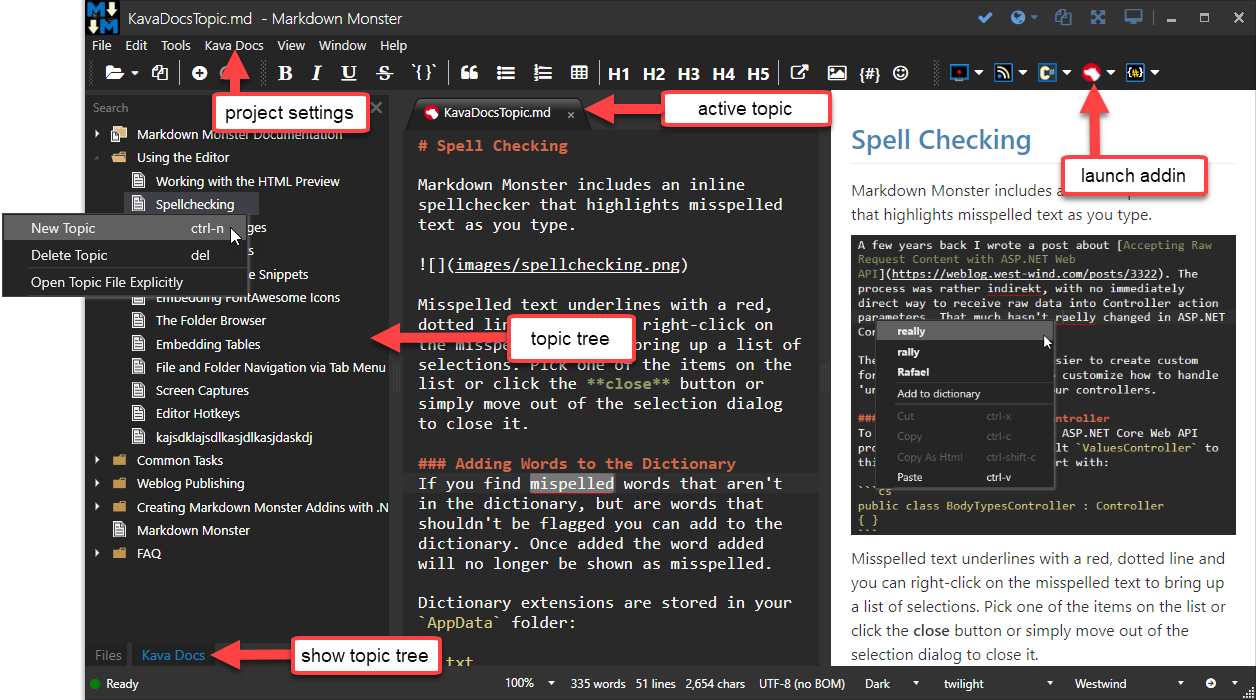 KavaDocsTopic.md - Markdown Monster
File Edit Tools Kava Docs View Window Help
B I U S `{}` H1 H2 H3 H4 H5 {#}
project settings
active topic
launch addin
Search
Markdown Monster Documentation
Using the Editor
Working with the HTML Preview
Spellchecking
New Topic ctrl-n
Delete Topic del
Open Topic File Explicitly
ges
s
e Snippets
Embedding FontAwesome Icons
The Folder Browser
Embedding Tables
File and Folder Navigation via Tab Menu
Screen Captures
Editor Hotkeys
kajsdklajsdlkasjdlkasjdaskdj
Common Tasks
Weblog Publishing
Creating Markdown Monster Addins with .N
Markdown Monster
FAQ
topic tree
Files Kava Docs
show topic tree
KavaDocsTopic.md ×
# Spell Checking
Markdown Monster includes an inline
spellchecker that highlights misspelled
text as you type.
![](images/spellchecking.png)
Misspelled text underlines with a red,
dotted lin right-click on
the misspe bring up a list of
selections. Pick one of the items on the
list or click the **close** button or
simply move out of the selection dialog
to close it.
### Adding Words to the Dictionary
If you find mispelled words that aren't
in the dictionary, but are words that
shouldn't be flagged you can add to the
dictionary. Once added the word added
will no longer be shown as misspelled.
Dictionary extensions are stored in your
`AppData` folder:
txt
Spell Checking
Markdown Monster includes a
that highlights misspelled text as you type.
A few years back I wrote a post about [Accepting Raw
Request Content with ASP.NET Web
API](https://weblog.west-wind.com/posts/3322). The
process was rather indirekt, with no immediately
direct way to receive raw data into Controller action
parameters. That much hasn't raelly changed in ASP.NET
Cor
The sier to create custom
for customize how to handle
'un ur controllers.
### ntroller
To ASP.NET Core Web API
pro lt `ValuesController` to
thi rt with:
```cs
public class BodyTypesController : Controller
{ }
```
really
rally
Rafael
Add to dictionary
Cut ctrl-x
Copy ctrl-c
Copy As Html ctrl-shift-c
Paste ctrl-v
Misspelled text underlines with a red, dotted line and
you can right-click on the misspelled text to bring up
a list of selections. Pick one of the items on the list or
click the close button or simply move out of the
selection dialog to close it.
Ready 100% 335 words 51 lines 2,654 chars UTF-8 (no BOM) Dark twilight Westwind